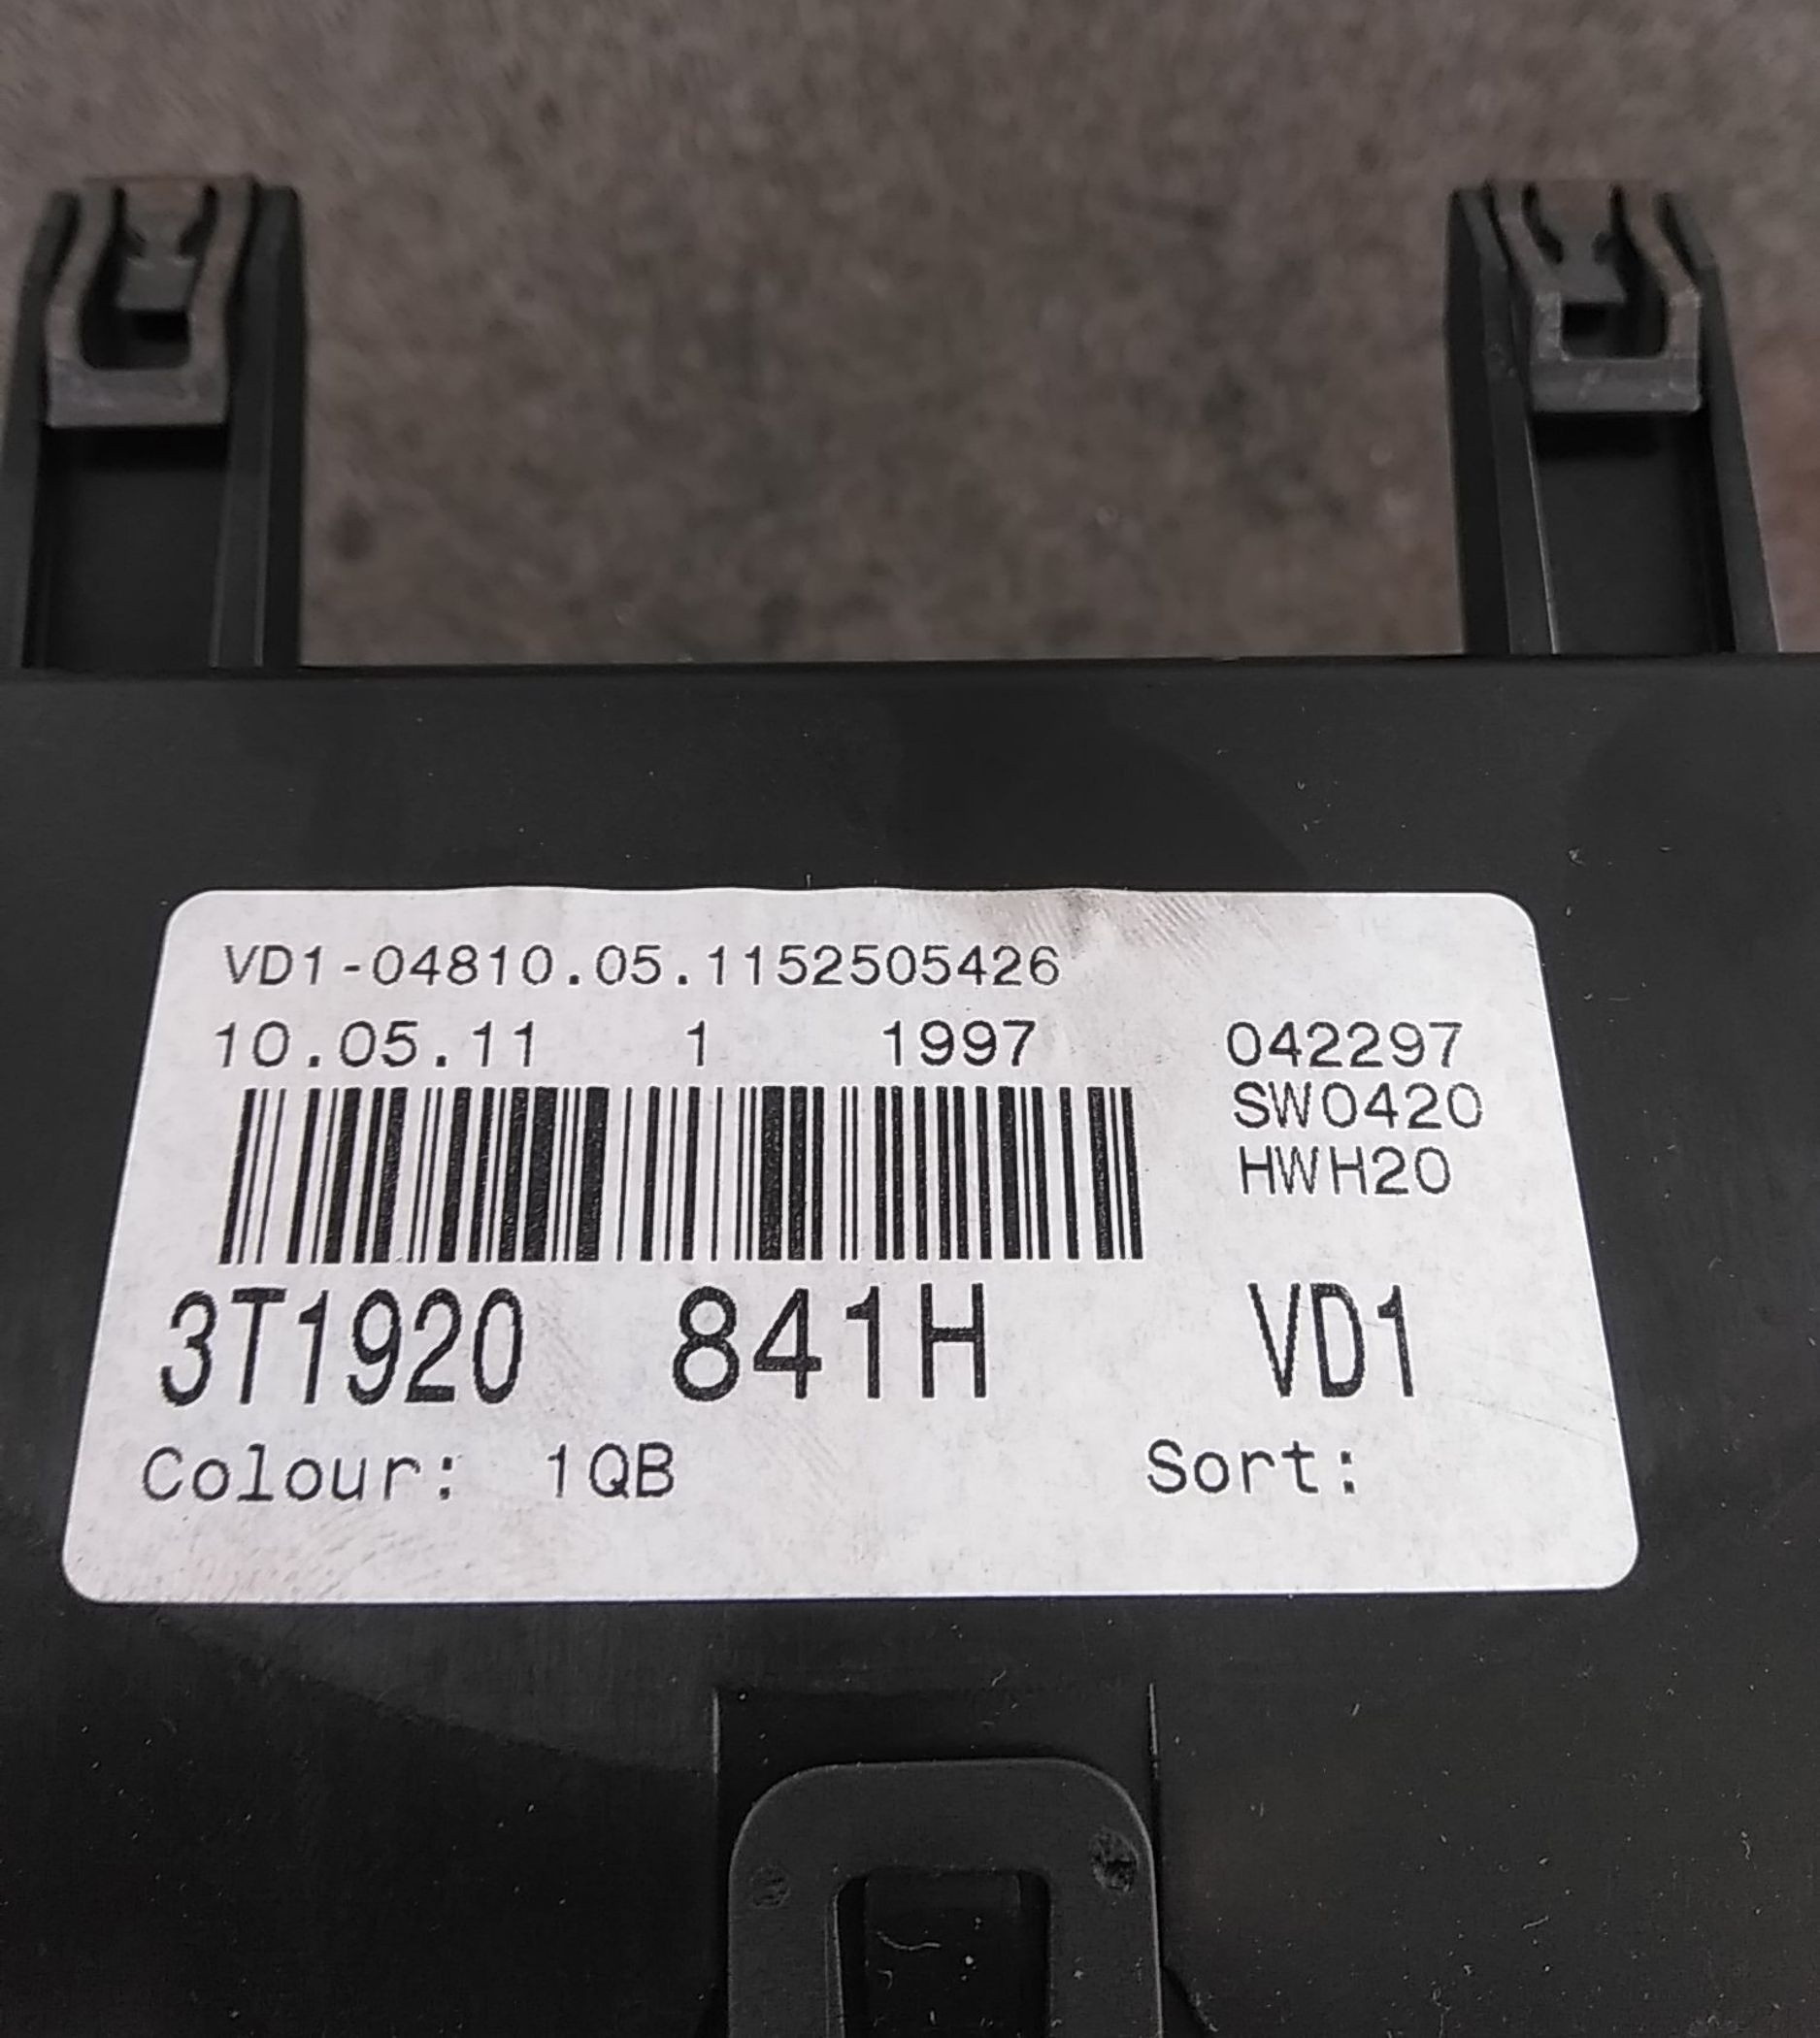 VD1-04810.05.1152505426
10.05.11 1 1997 042297
SW0420
HWH20
3T1920 841H VD1
Colour: 1QB Sort: